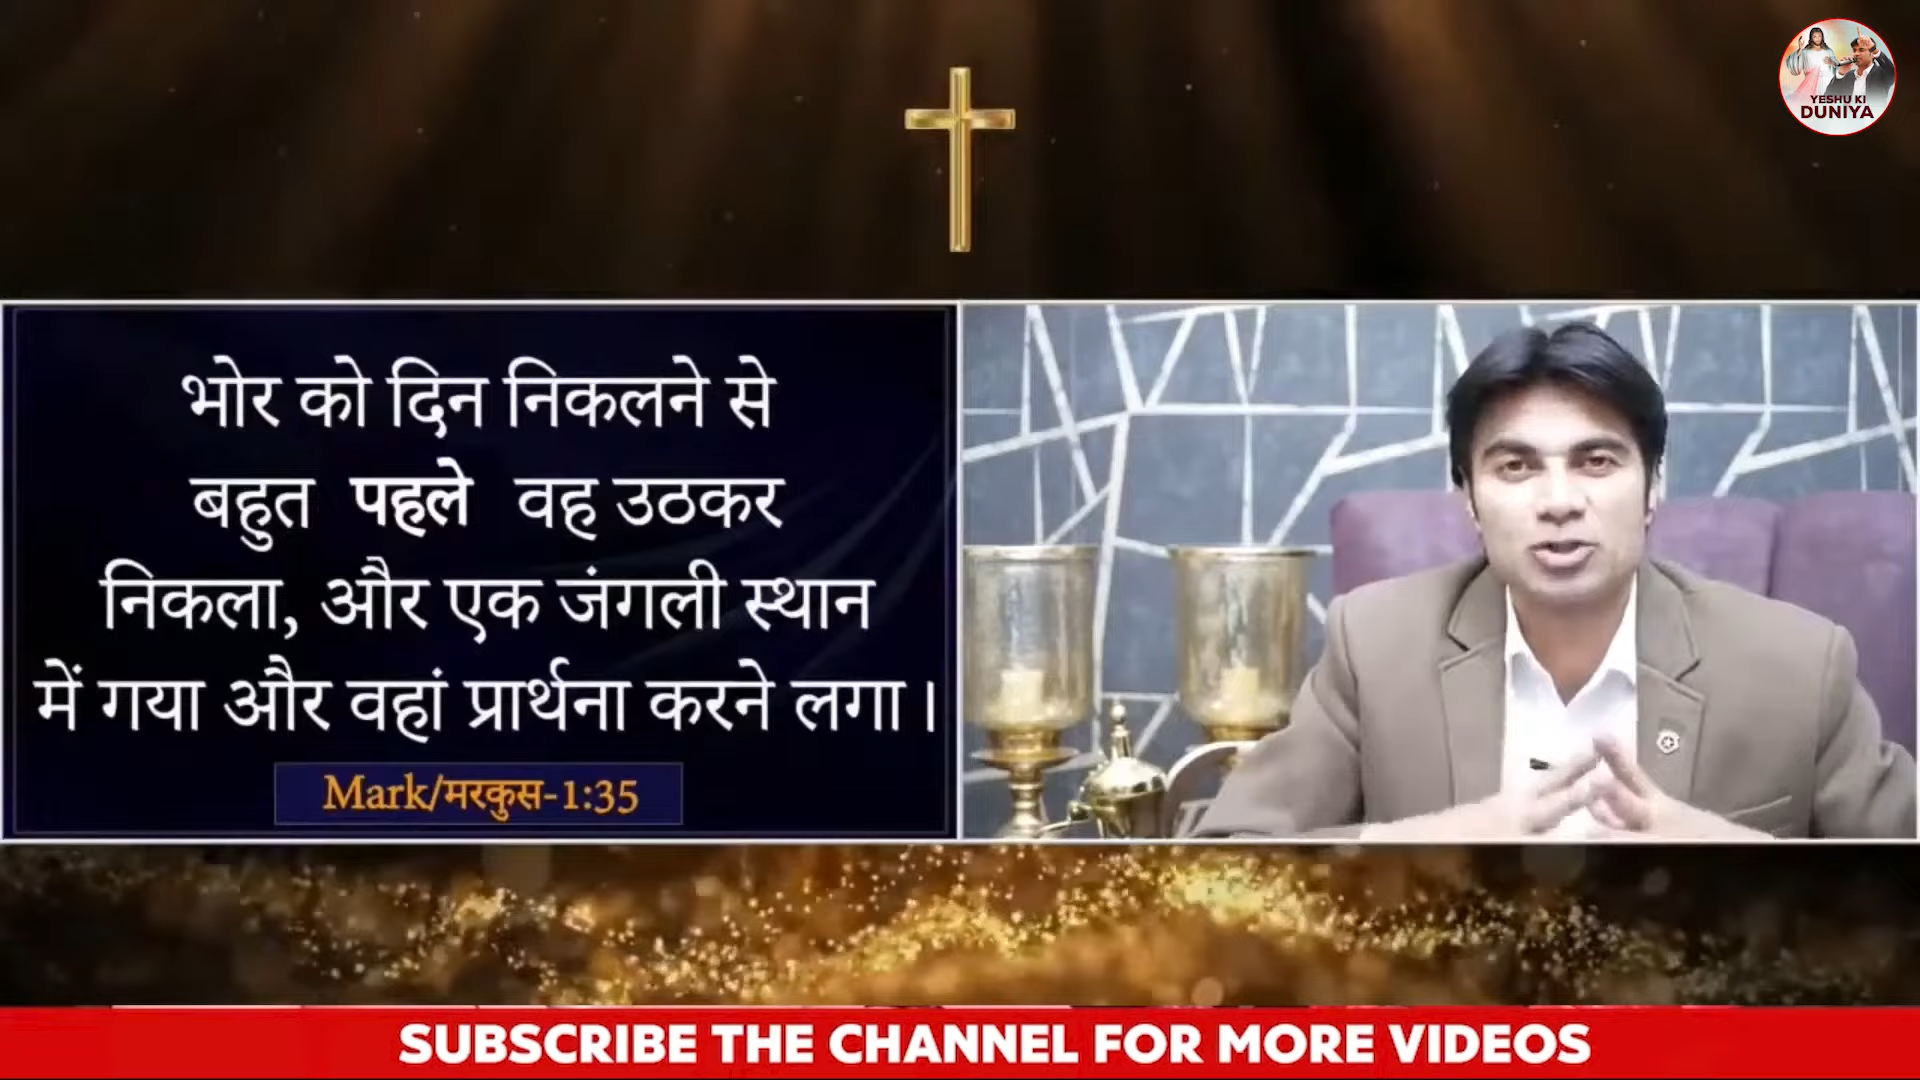 YESHU KI
DUNIYA
भोर को दिन निकलने से
बहुत पहले वह उठकर
निकला, और एक जंगली स्थान
में गया और वहां प्रार्थना करने लगा।
Mark/मरकुस-1:35
SUBSCRIBE THE CHANNEL FOR MORE VIDEOS